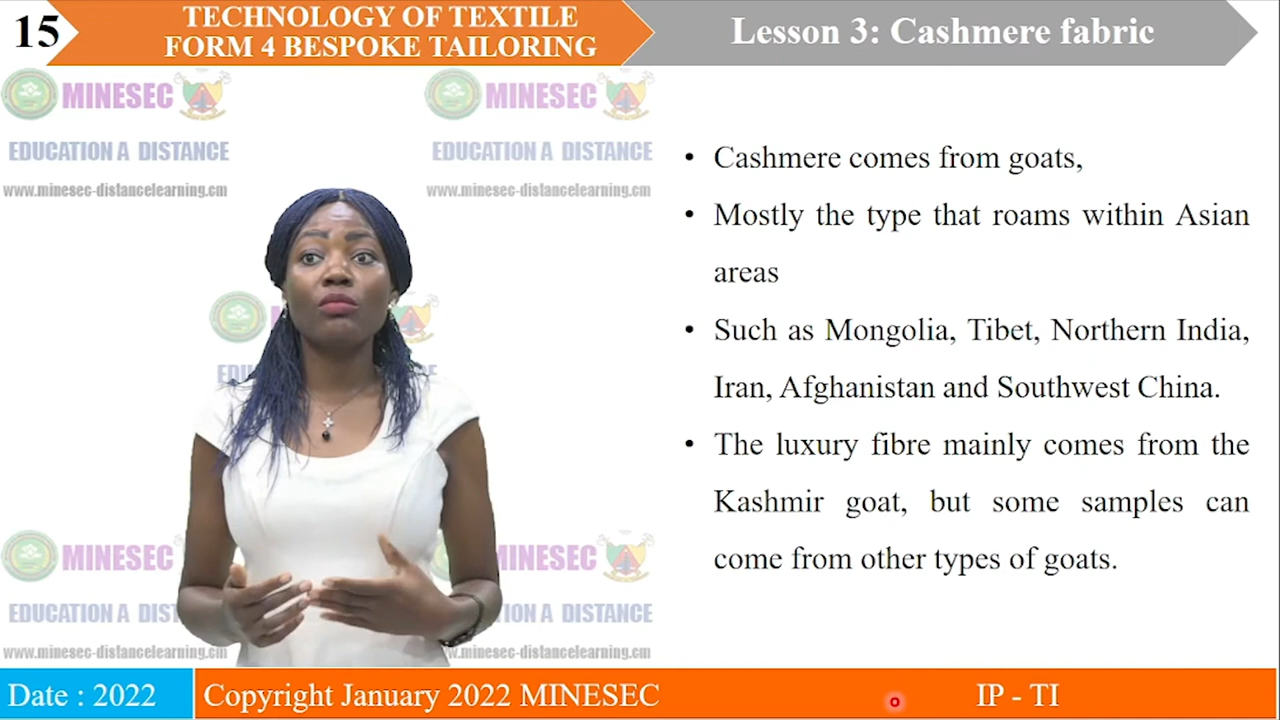 15
TECHNOLOGY OF TEXTILE
FORM 4 BESPOKE TAILORING
Lesson 3: Cashmere fabric
MINESEC
EDUCATION A DISTANCE
www.minesec-distancelearning.cm
MINESEC
EDUCATION A DISTANCE
www.minesec-distancelearning.cm
• Cashmere comes from goats,
• Mostly the type that roams within Asian
areas
• Such as Mongolia, Tibet, Northern India,
Iran, Afghanistan and Southwest China.
• The luxury fibre mainly comes from the
Kashmir goat, but some samples can
come from other types of goats.
MINESEC
EDUCATION A DIST
www.minesec-distancelearning.cm
MINESEC
ION A DISTANCE
w.minesec-distancelearning.cm
Date : 2022
Copyright January 2022 MINESEC
IP - TI